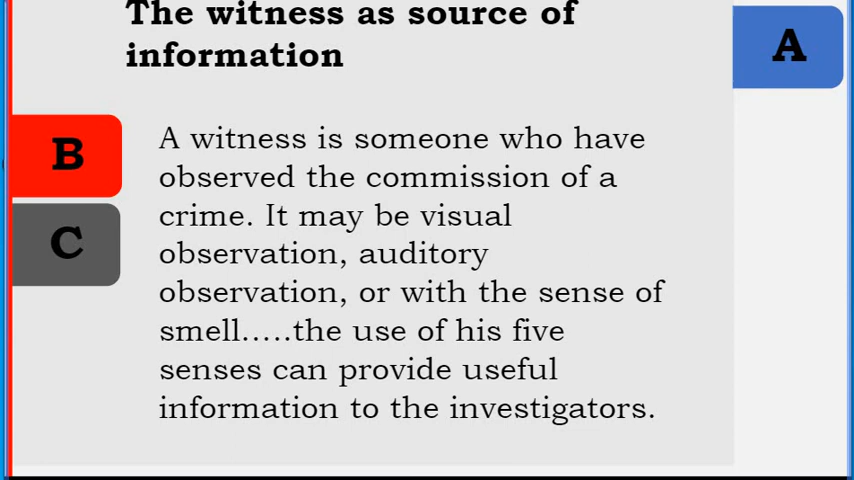 The witness as source of
information
A
B
C
A witness is someone who have
observed the commission of a
crime. It may be visual
observation, auditory
observation, or with the sense of
smell.....the use of his five
senses can provide useful
information to the investigators.